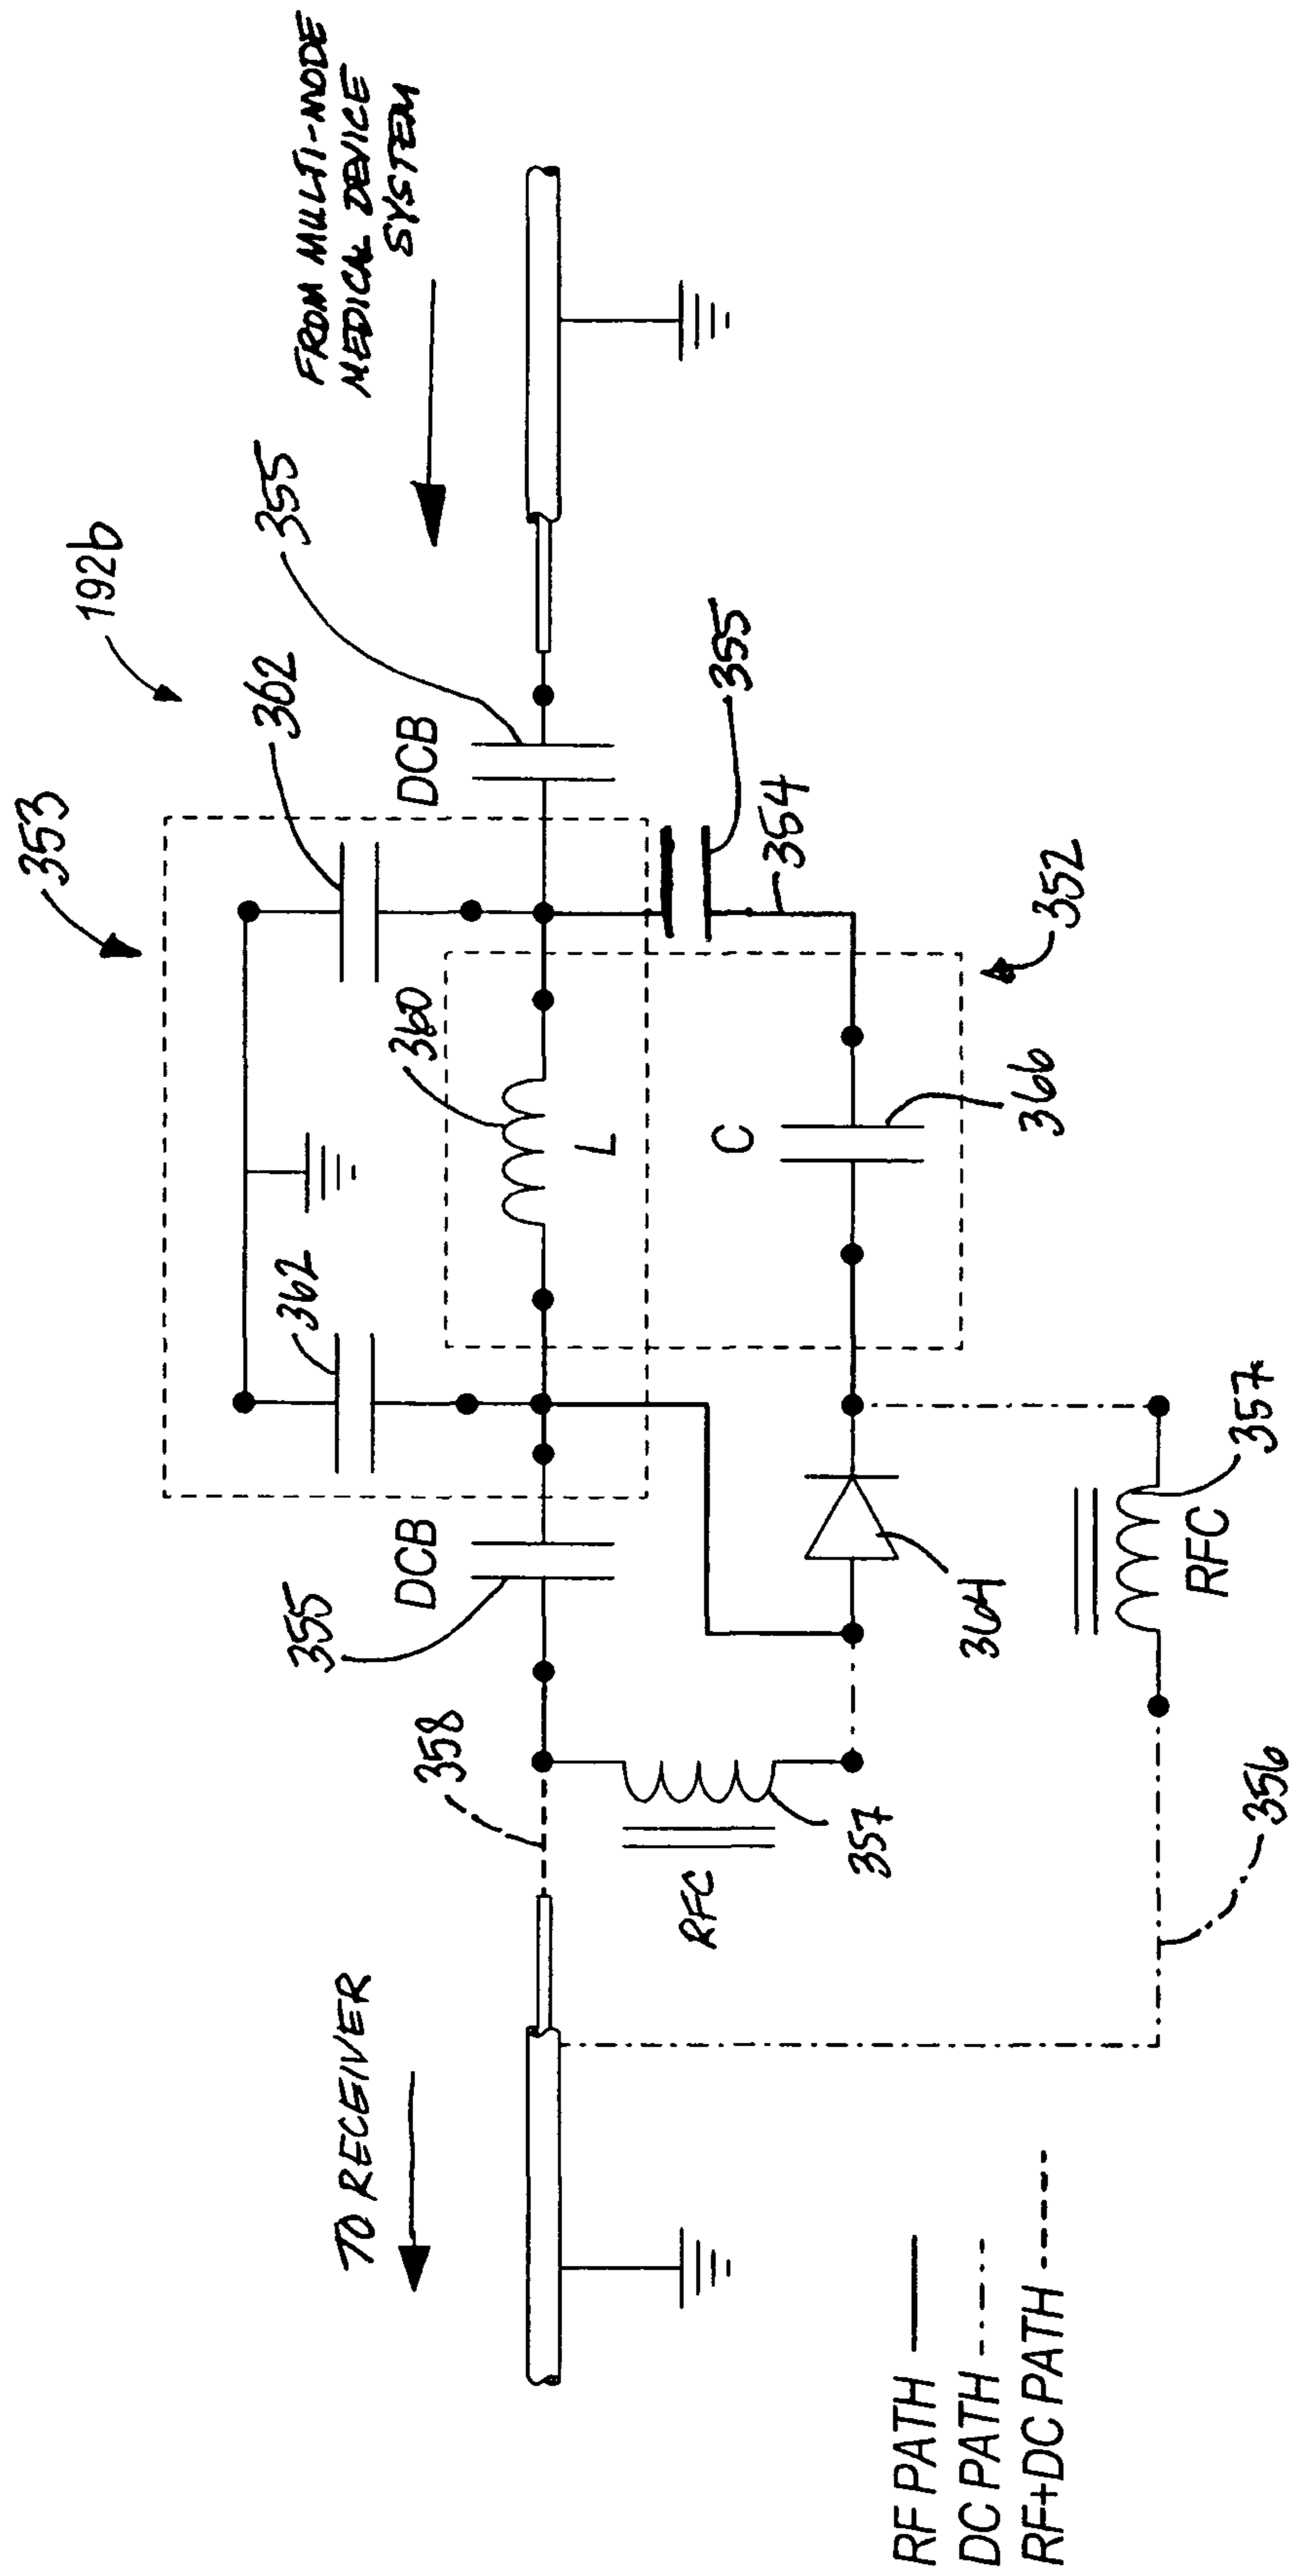 192b
353
362
362
FROM MULTI-MODE
MEDICAL DEVICE
SYSTEM
355
DCB
360
L
355
DCB
TO RECEIVER
358
355
354
352
C
366
364
RFC
357
357
RFC
356
RF PATH
DC PATH
RF+DC PATH